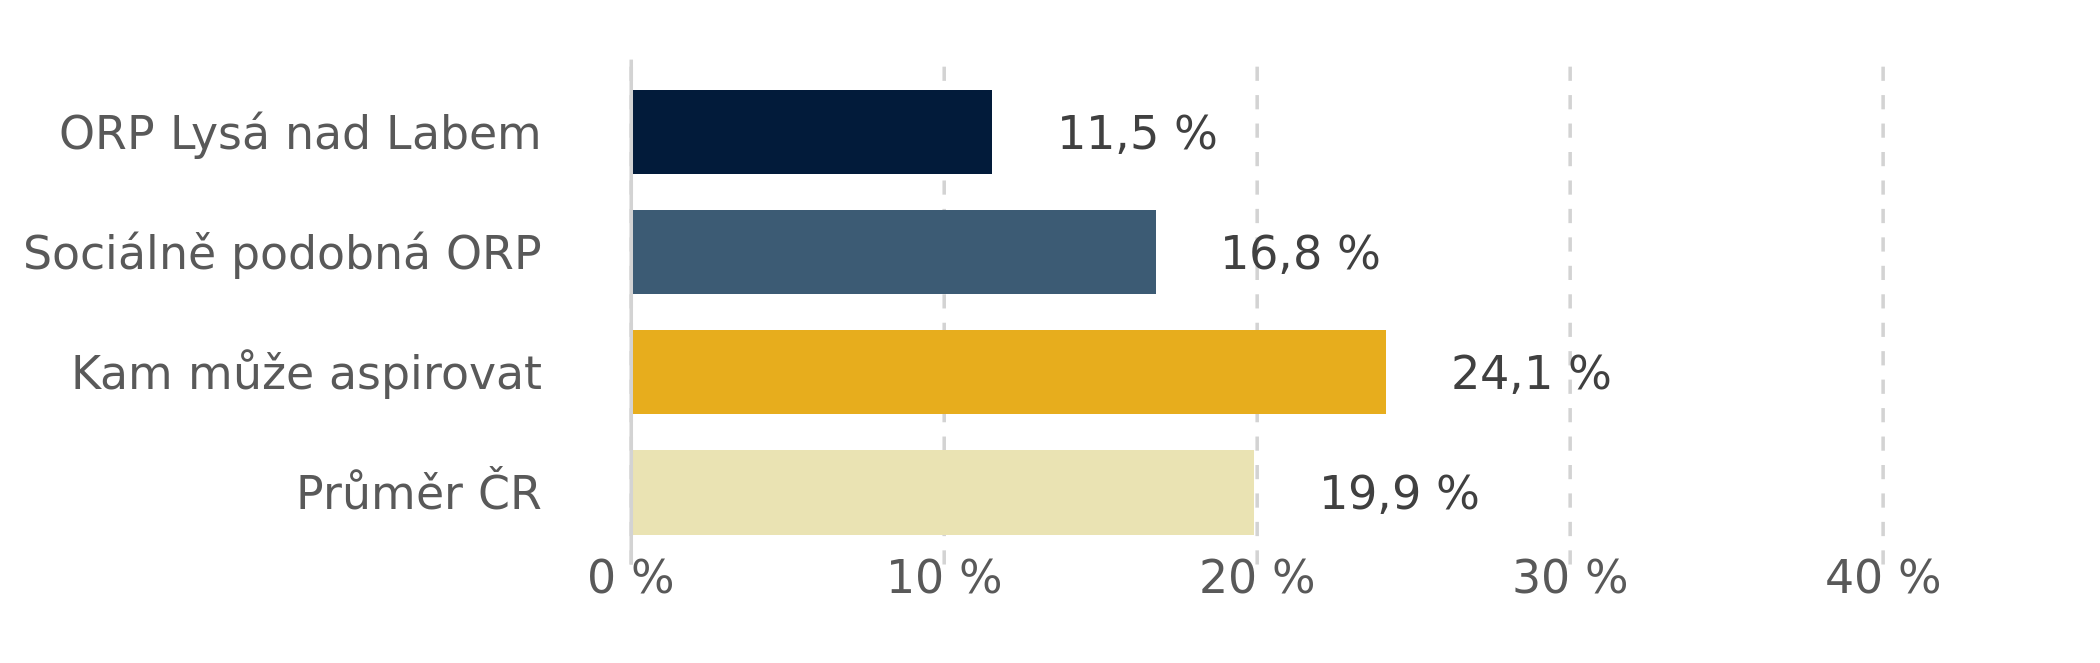 ORP Lysá nad Labem 11,5 %
Sociálně podobná ORP 16,8 %
Kam může aspirovat 24,1 %
Průměr ČR 19,9 %
0 % 10 % 20 % 30 % 40 %